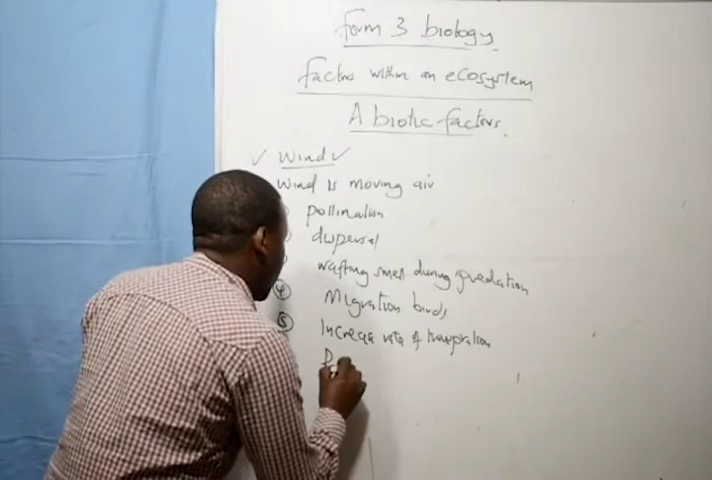 form 3 biology
factors within an ecosystem
A biotic factors.
✓ Wind ✓
Wind is moving air
pollination
dispersal
wafting smell during predation
④ Migration birds
⑤ Increase rate of transpiration